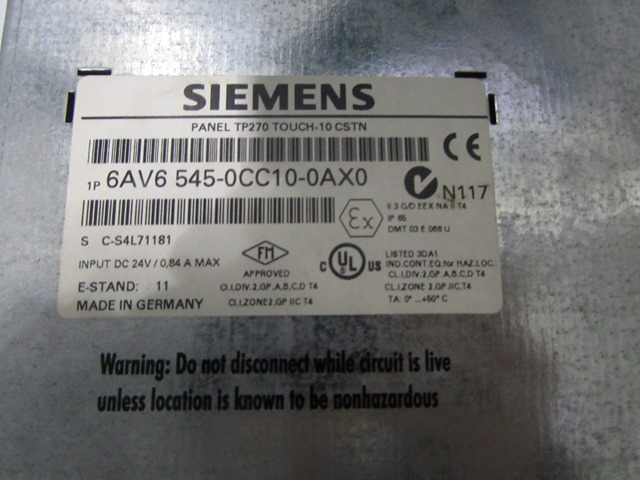 SIEMENS
PANEL TP270 TOUCH-10 CSTN
CE
1P 6AV6 545-0CC10-0AX0
N117
Ex
II 3 G/D EEX NA II T4
IP 65
DMT 03 E 066 U
S C-S4L71181
INPUT DC 24V/0,84 A MAX
E-STAND: 11
MADE IN GERMANY
FM
APPROVED
CL.I,DIV.2,GP.A,B,C,D T4
CL.I,ZONE2,GP.IIC T4
C UL US
LISTED 3DA1
IND.CONT.EQ.for HAZ.LOC.:
CL.I,DIV.2,GP.A,B,C,D T4
CL.I,ZONE 2,GP.IIC,T4
TA: 0° ...+50° C
Warning: Do not disconnect while circuit is live
unless location is known to be nonhazardous